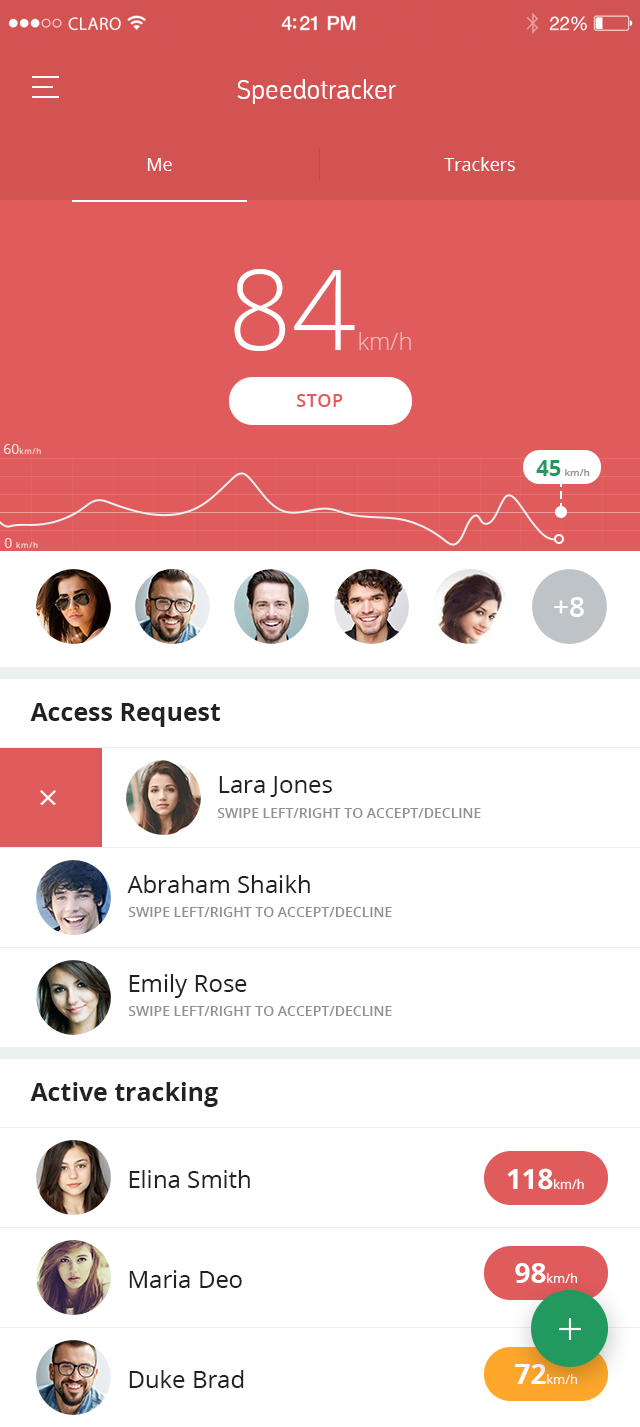 CLARO 4:21 PM 22%
Speedotracker
Me Trackers
84 km/h
STOP
60 km/h
45 km/h
0 km/h
+8
Access Request
Lara Jones
SWIPE LEFT/RIGHT TO ACCEPT/DECLINE
Abraham Shaikh
SWIPE LEFT/RIGHT TO ACCEPT/DECLINE
Emily Rose
SWIPE LEFT/RIGHT TO ACCEPT/DECLINE
Active tracking
Elina Smith 118km/h
Maria Deo 98km/h
Duke Brad 72km/h